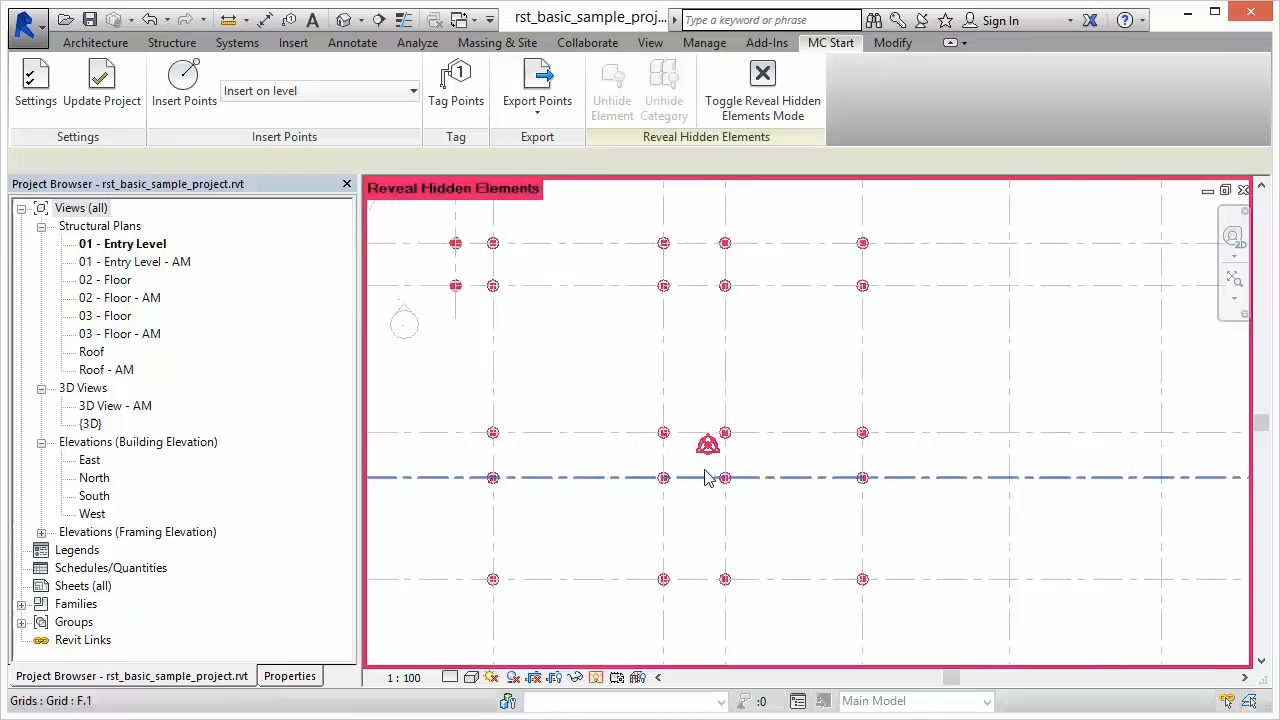 rst_basic_sample_proj...
Type a keyword or phrase
Sign In
Architecture
Structure
Systems
Insert
Annotate
Analyze
Massing & Site
Collaborate
View
Manage
Add-Ins
MC Start
Modify
Settings
Update Project
Insert Points
Insert on level
Tag Points
Export Points
Unhide Element
Unhide Category
Toggle Reveal Hidden Elements Mode
Settings
Insert Points
Tag
Export
Reveal Hidden Elements
Project Browser - rst_basic_sample_project.rvt
Views (all)
Structural Plans
01 - Entry Level
01 - Entry Level - AM
02 - Floor
02 - Floor - AM
03 - Floor
03 - Floor - AM
Roof
Roof - AM
3D Views
3D View - AM
{3D}
Elevations (Building Elevation)
East
North
South
West
Elevations (Framing Elevation)
Legends
Schedules/Quantities
Sheets (all)
Families
Groups
Revit Links
Project Browser - rst_basic_sample_project.rvt
Properties
Reveal Hidden Elements
2D
1 : 100
Grids : Grid : F.1
:0
Main Model